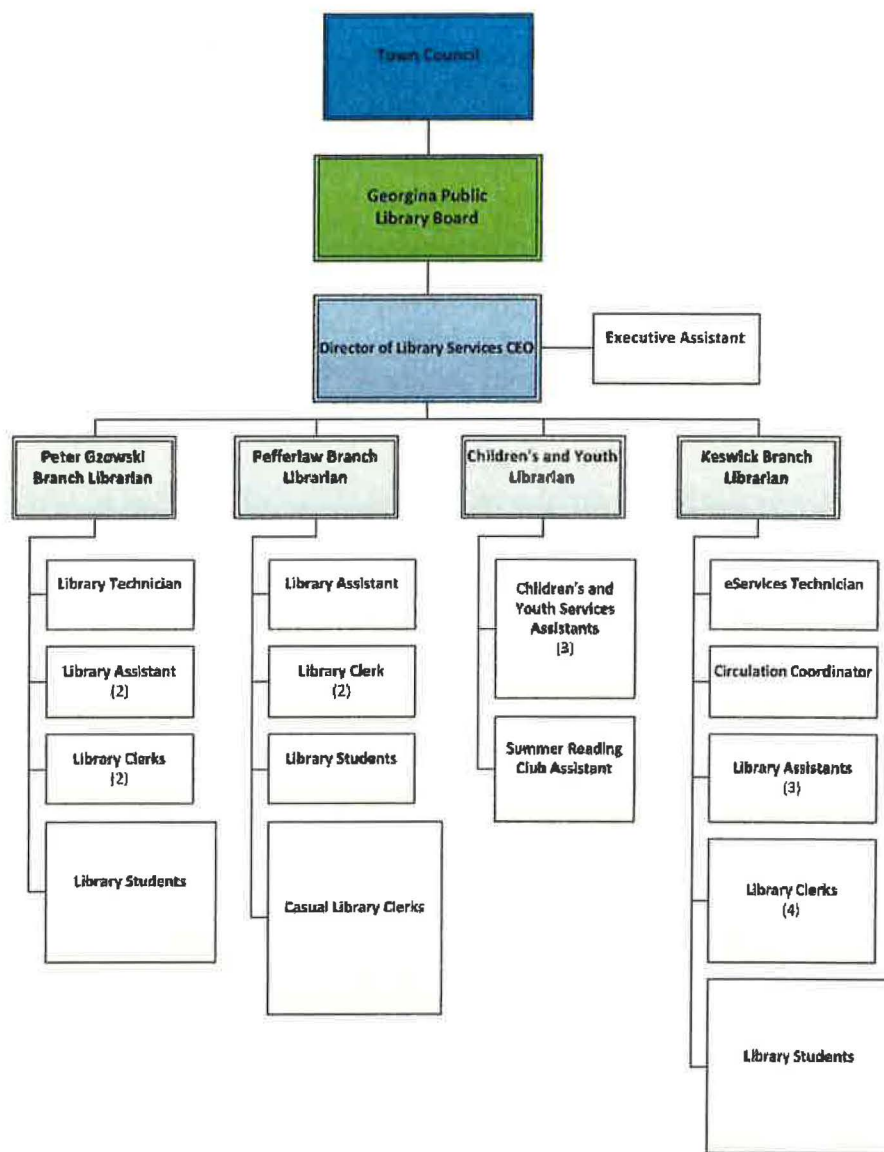 Town Council
Georgina Public
Library Board
Director of Library Services CEO
Executive Assistant
Peter Gzowski
Branch Librarian
Pefferlaw Branch
Librarian
Children's and Youth
Librarian
Keswick Branch
Librarian
Library Technician
Library Assistant
(2)
Library Clerks
(2)
Library Students
Library Assistant
Library Clerk
(2)
Library Students
Casual Library Clerks
Children's and
Youth Services
Assistants
(3)
Summer Reading
Club Assistant
eServices Technician
Circulation Coordinator
Library Assistants
(3)
Library Clerks
(4)
Library Students